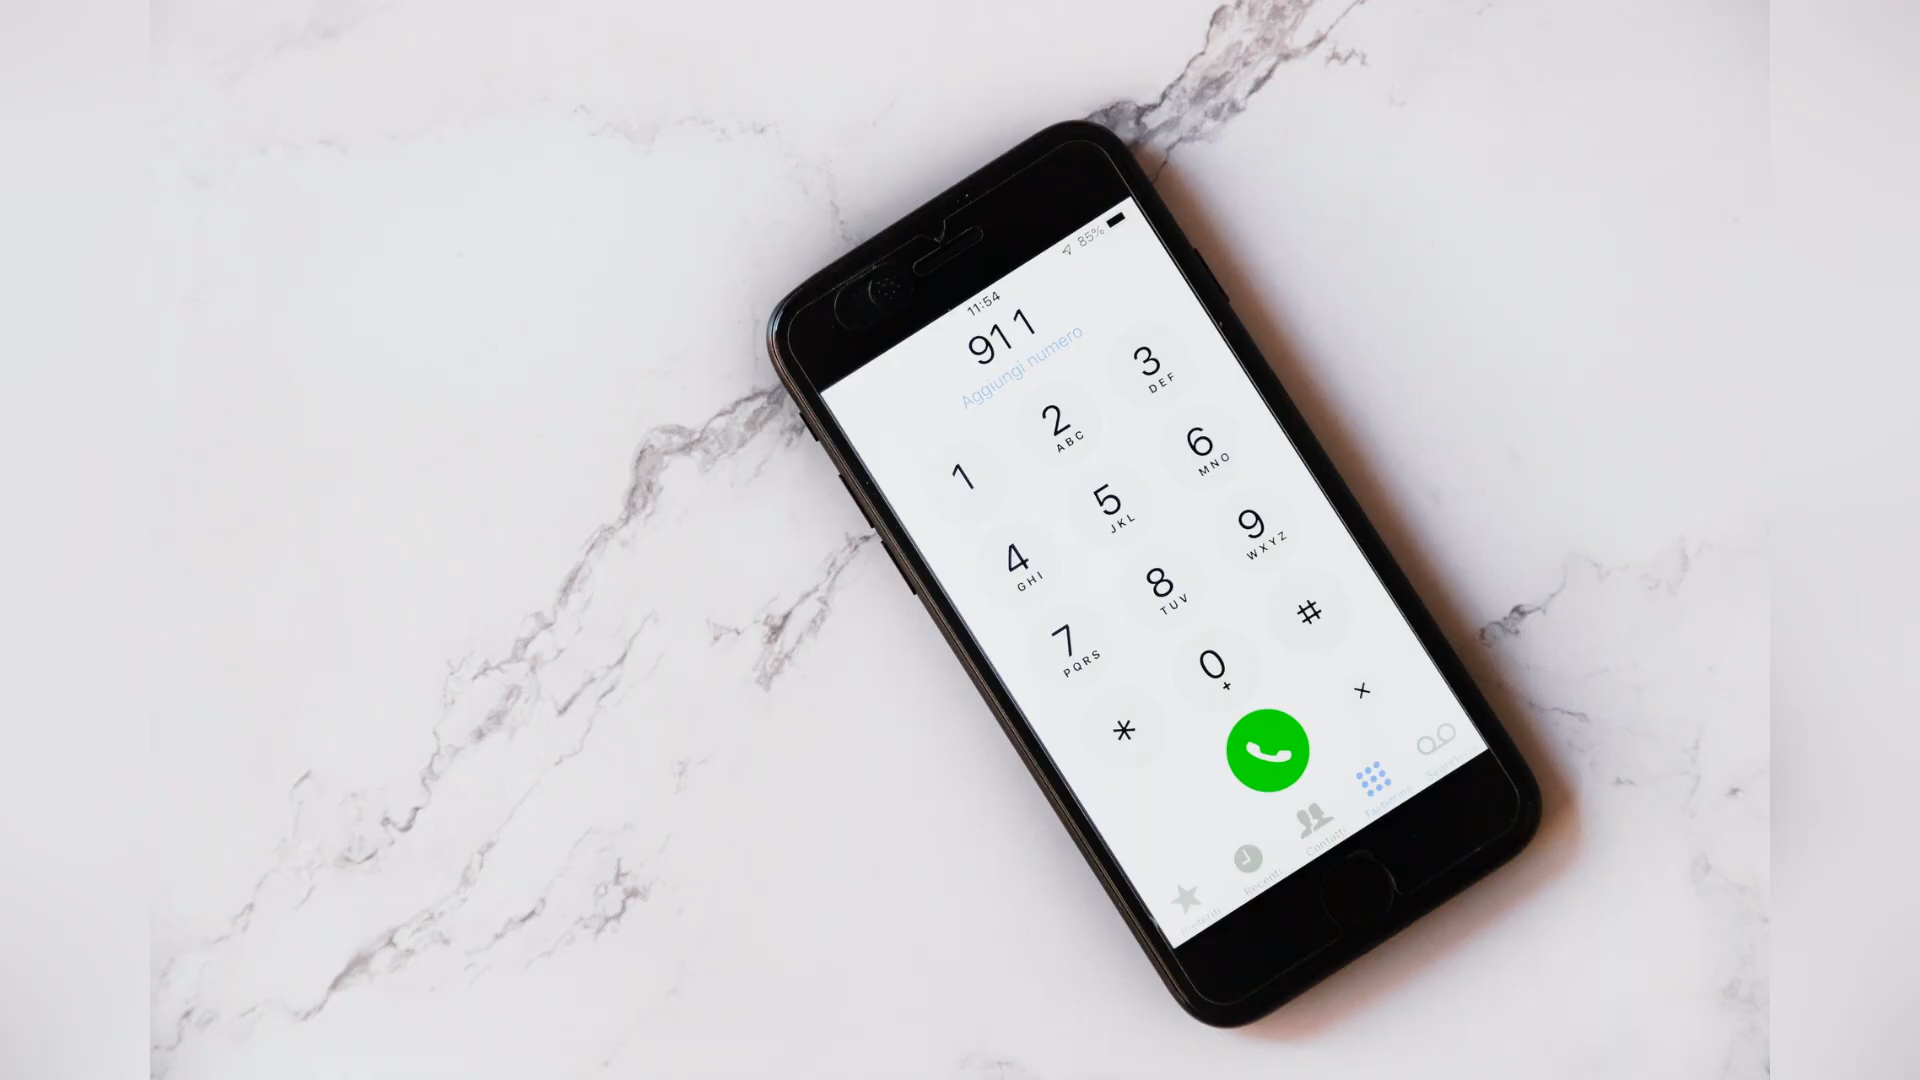 85%
11:54
911
Aggiungi numero
1
2
ABC
3
DEF
4
GHI
5
JKL
6
MNO
7
PQRS
8
TUV
9
WXYZ
*
0
+
#
Recenti
Contatti